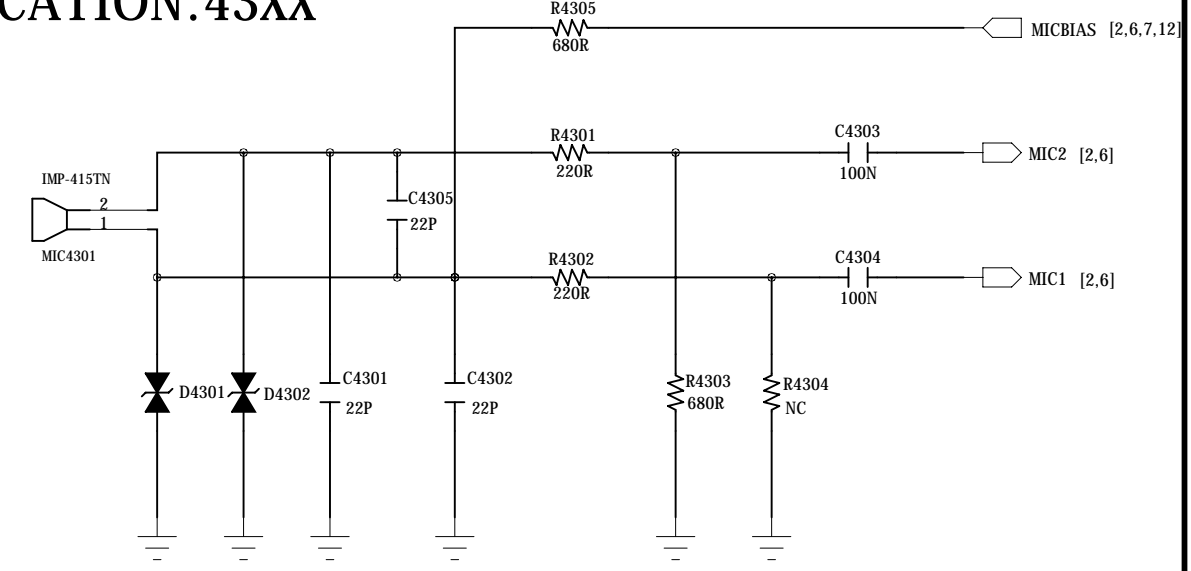 CATION:43XX
R4305
680R
MICBIAS [2,6,7,12]
R4301
220R
C4303
100N
MIC2 [2,6]
IMP-415TN
2
1
MIC4301
C4305
22P
R4302
220R
C4304
100N
MIC1 [2,6]
D4301
D4302
C4301
22P
C4302
22P
R4303
680R
R4304
NC